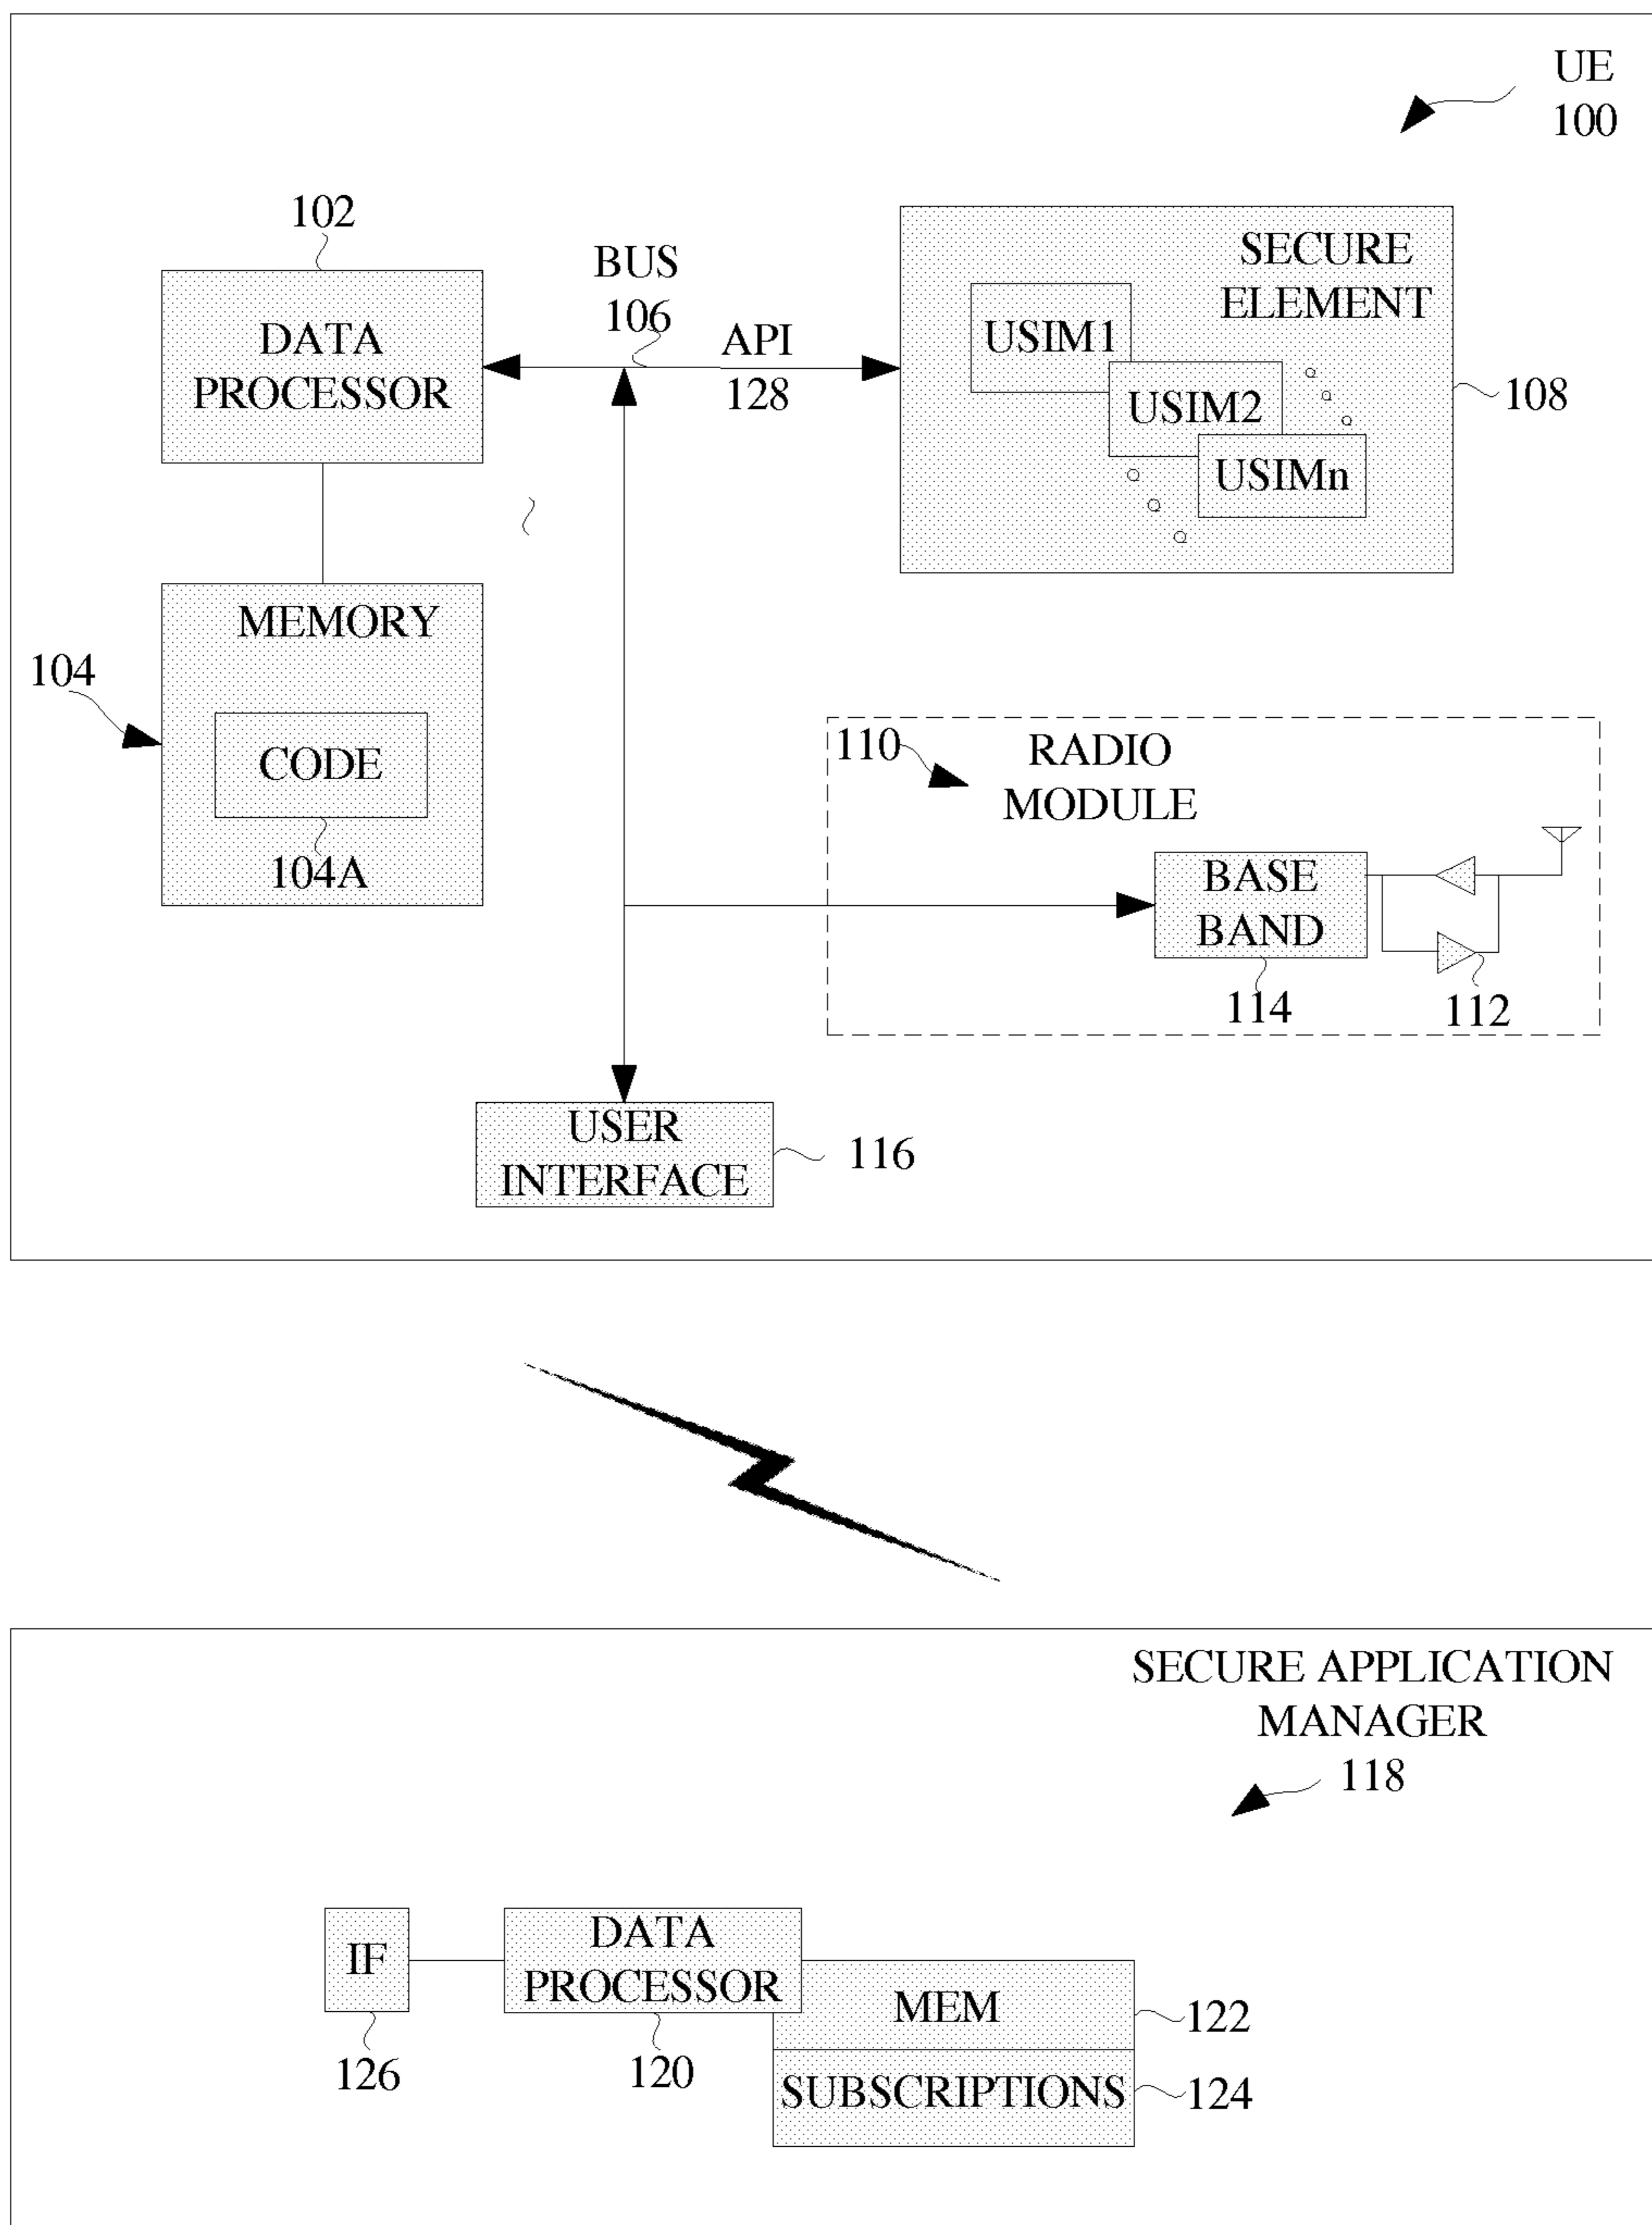 UE
100
102
DATA
PROCESSOR
BUS
106
API
128
SECURE
ELEMENT
USIM1
USIM2
USIMn
108
MEMORY
104
CODE
104A
110
RADIO
MODULE
BASE
BAND
114
112
USER
INTERFACE
116
SECURE APPLICATION
MANAGER
118
IF
126
DATA
PROCESSOR
120
MEM
122
SUBSCRIPTIONS
124